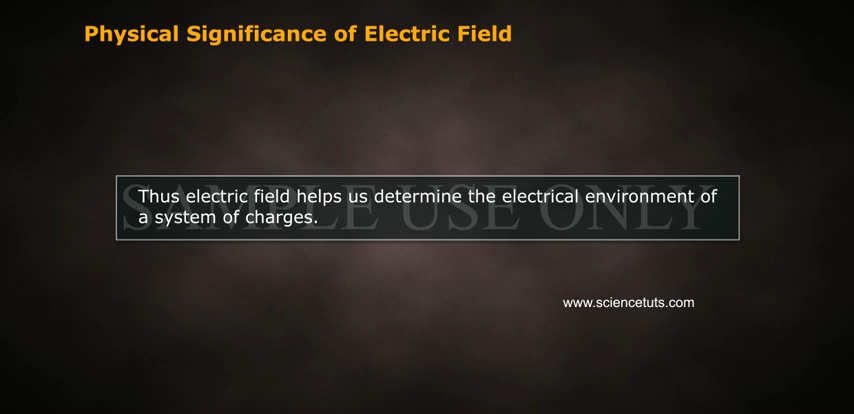 Physical Significance of Electric Field
SAMPLE USE ONLY
Thus electric field helps us determine the electrical environment of
a system of charges.
www.sciencetuts.com